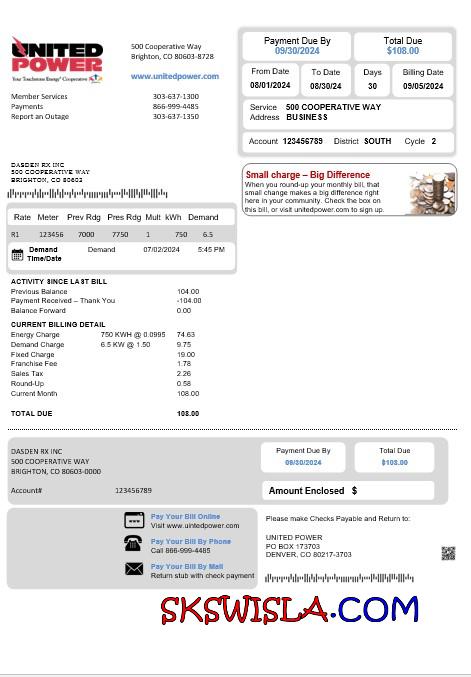 UNITED
POWER
Your Touchstone Energy® Cooperative
500 Cooperative Way
Brighton, CO 80603-8728
www.unitedpower.com
Member Services 303-637-1300
Payments 866-999-4485
Report an Outage 303-637-1350
Payment Due By Total Due
09/30/2024 $108.00
From Date To Date Days Billing Date
08/01/2024 08/30/24 30 09/05/2024
Service 500 COOPERATIVE WAY
Address BUSINESS
Account 123456789 District SOUTH Cycle 2
DASDEN RX INC
500 COOPERATIVE WAY
BRIGHTON, CO 80603
Small charge – Big Difference
When you round-up your monthly bill, that
small change makes a difference right
here in your community. Check the box on
this bill, or visit unitedpower.com to sign up.
Rate Meter Prev Rdg Pres Rdg Mult kWh Demand
R1 123456 7000 7750 1 750 6.5
Demand Demand 07/02/2024 5:45 PM
Time/Date
ACTIVITY SINCE LAST BILL
Previous Balance 104.00
Payment Received – Thank You -104.00
Balance Forward 0.00
CURRENT BILLING DETAIL
Energy Charge 750 KWH @ 0.0995 74.63
Demand Charge 6.5 KW @ 1.50 9.75
Fixed Charge 19.00
Franchise Fee 1.78
Sales Tax 2.26
Round-Up 0.58
Current Month 108.00
TOTAL DUE 108.00
DASDEN RX INC
500 COOPERATIVE WAY
BRIGHTON, CO 80603-0000
Account# 123456789
Payment Due By Total Due
09/30/2024 $108.00
Amount Enclosed $
Pay Your Bill Online
Visit www.uintedpower.com
Pay Your Bill By Phone
Call 866-999-4485
Pay Your Bill By Mail
Return stub with check payment
Please make Checks Payable and Return to:
UNITED POWER
PO BOX 173703
DENVER, CO 80217-3703
SKSWISLA.COM